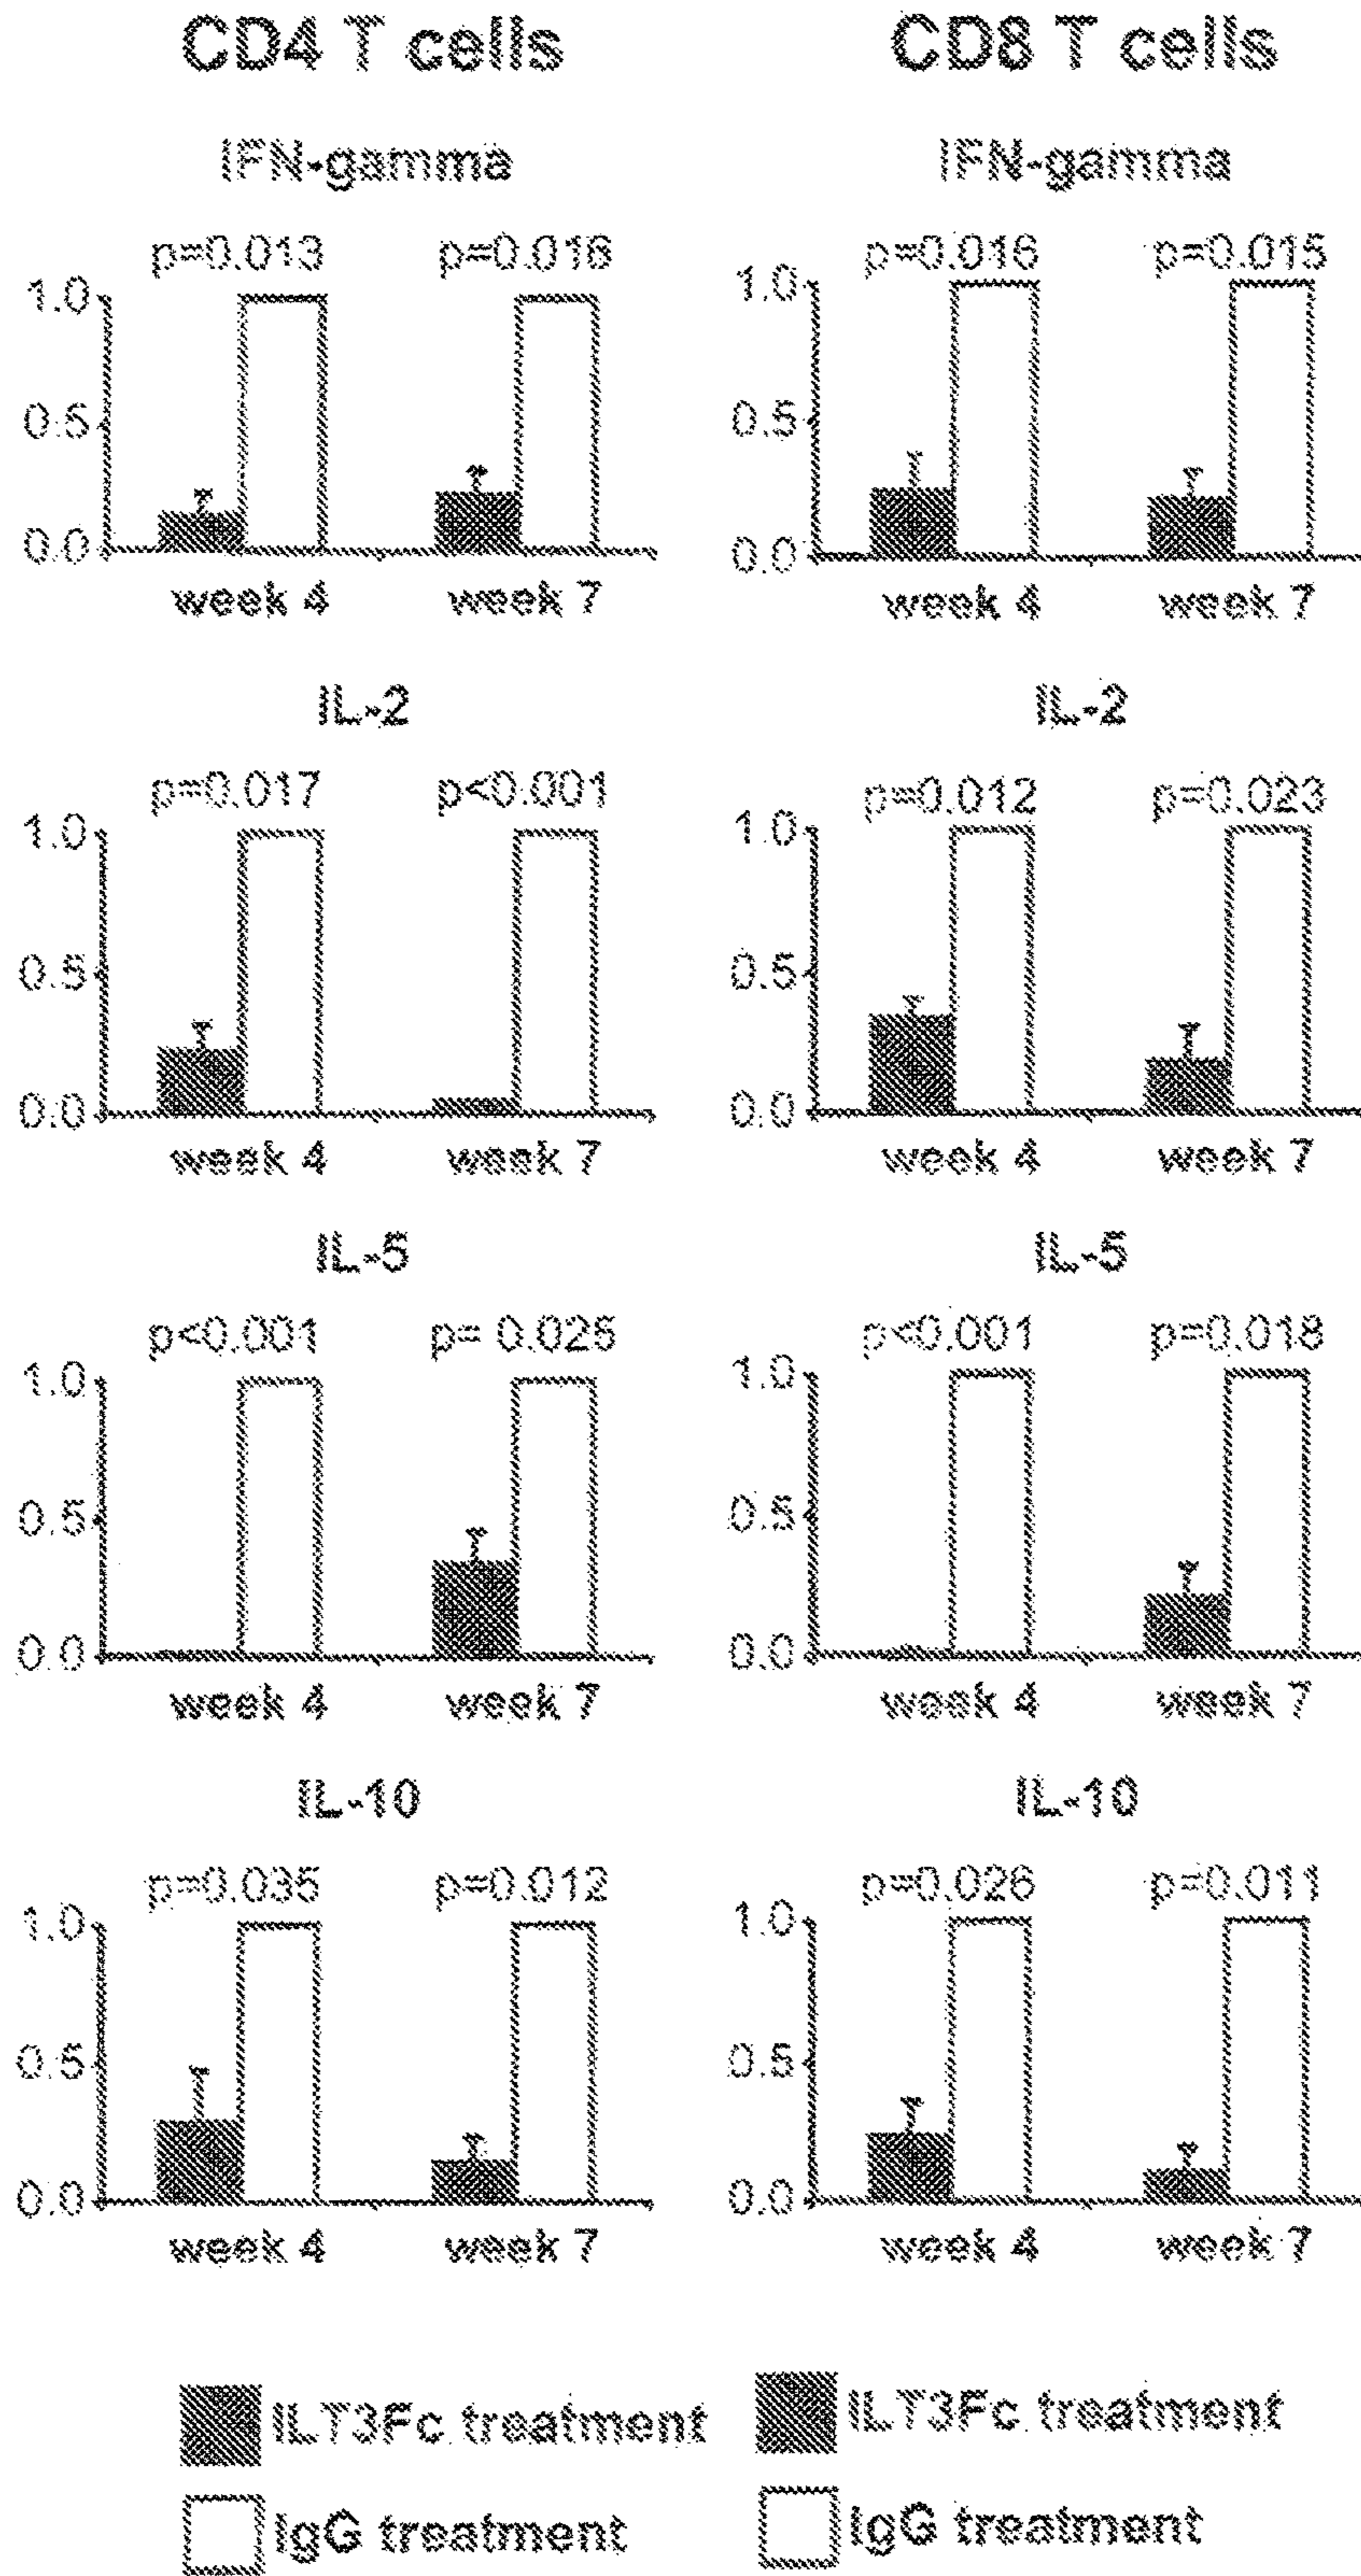 CD4 T cells CD8 T cells
IFN-gamma IFN-gamma
p=0.013 p=0.016 p=0.016 p=0.015
1.0 1.0
0.5 0.5
0.0 0.0
week 4 week 7 week 4 week 7
IL-2 IL-2
p=0.017 p<0.001 p=0.012 p=0.023
1.0 1.0
0.5 0.5
0.0 0.0
week 4 week 7 week 4 week 7
IL-5 IL-5
p<0.001 p= 0.025 p<0.001 p=0.018
1.0 1.0
0.5 0.5
0.0 0.0
week 4 week 7 week 4 week 7
IL-10 IL-10
p=0.035 p=0.012 p=0.026 p=0.011
1.0 1.0
0.5 0.5
0.0 0.0
week 4 week 7 week 4 week 7
ILT3Fc treatment ILT3Fc treatment
IgG treatment IgG treatment